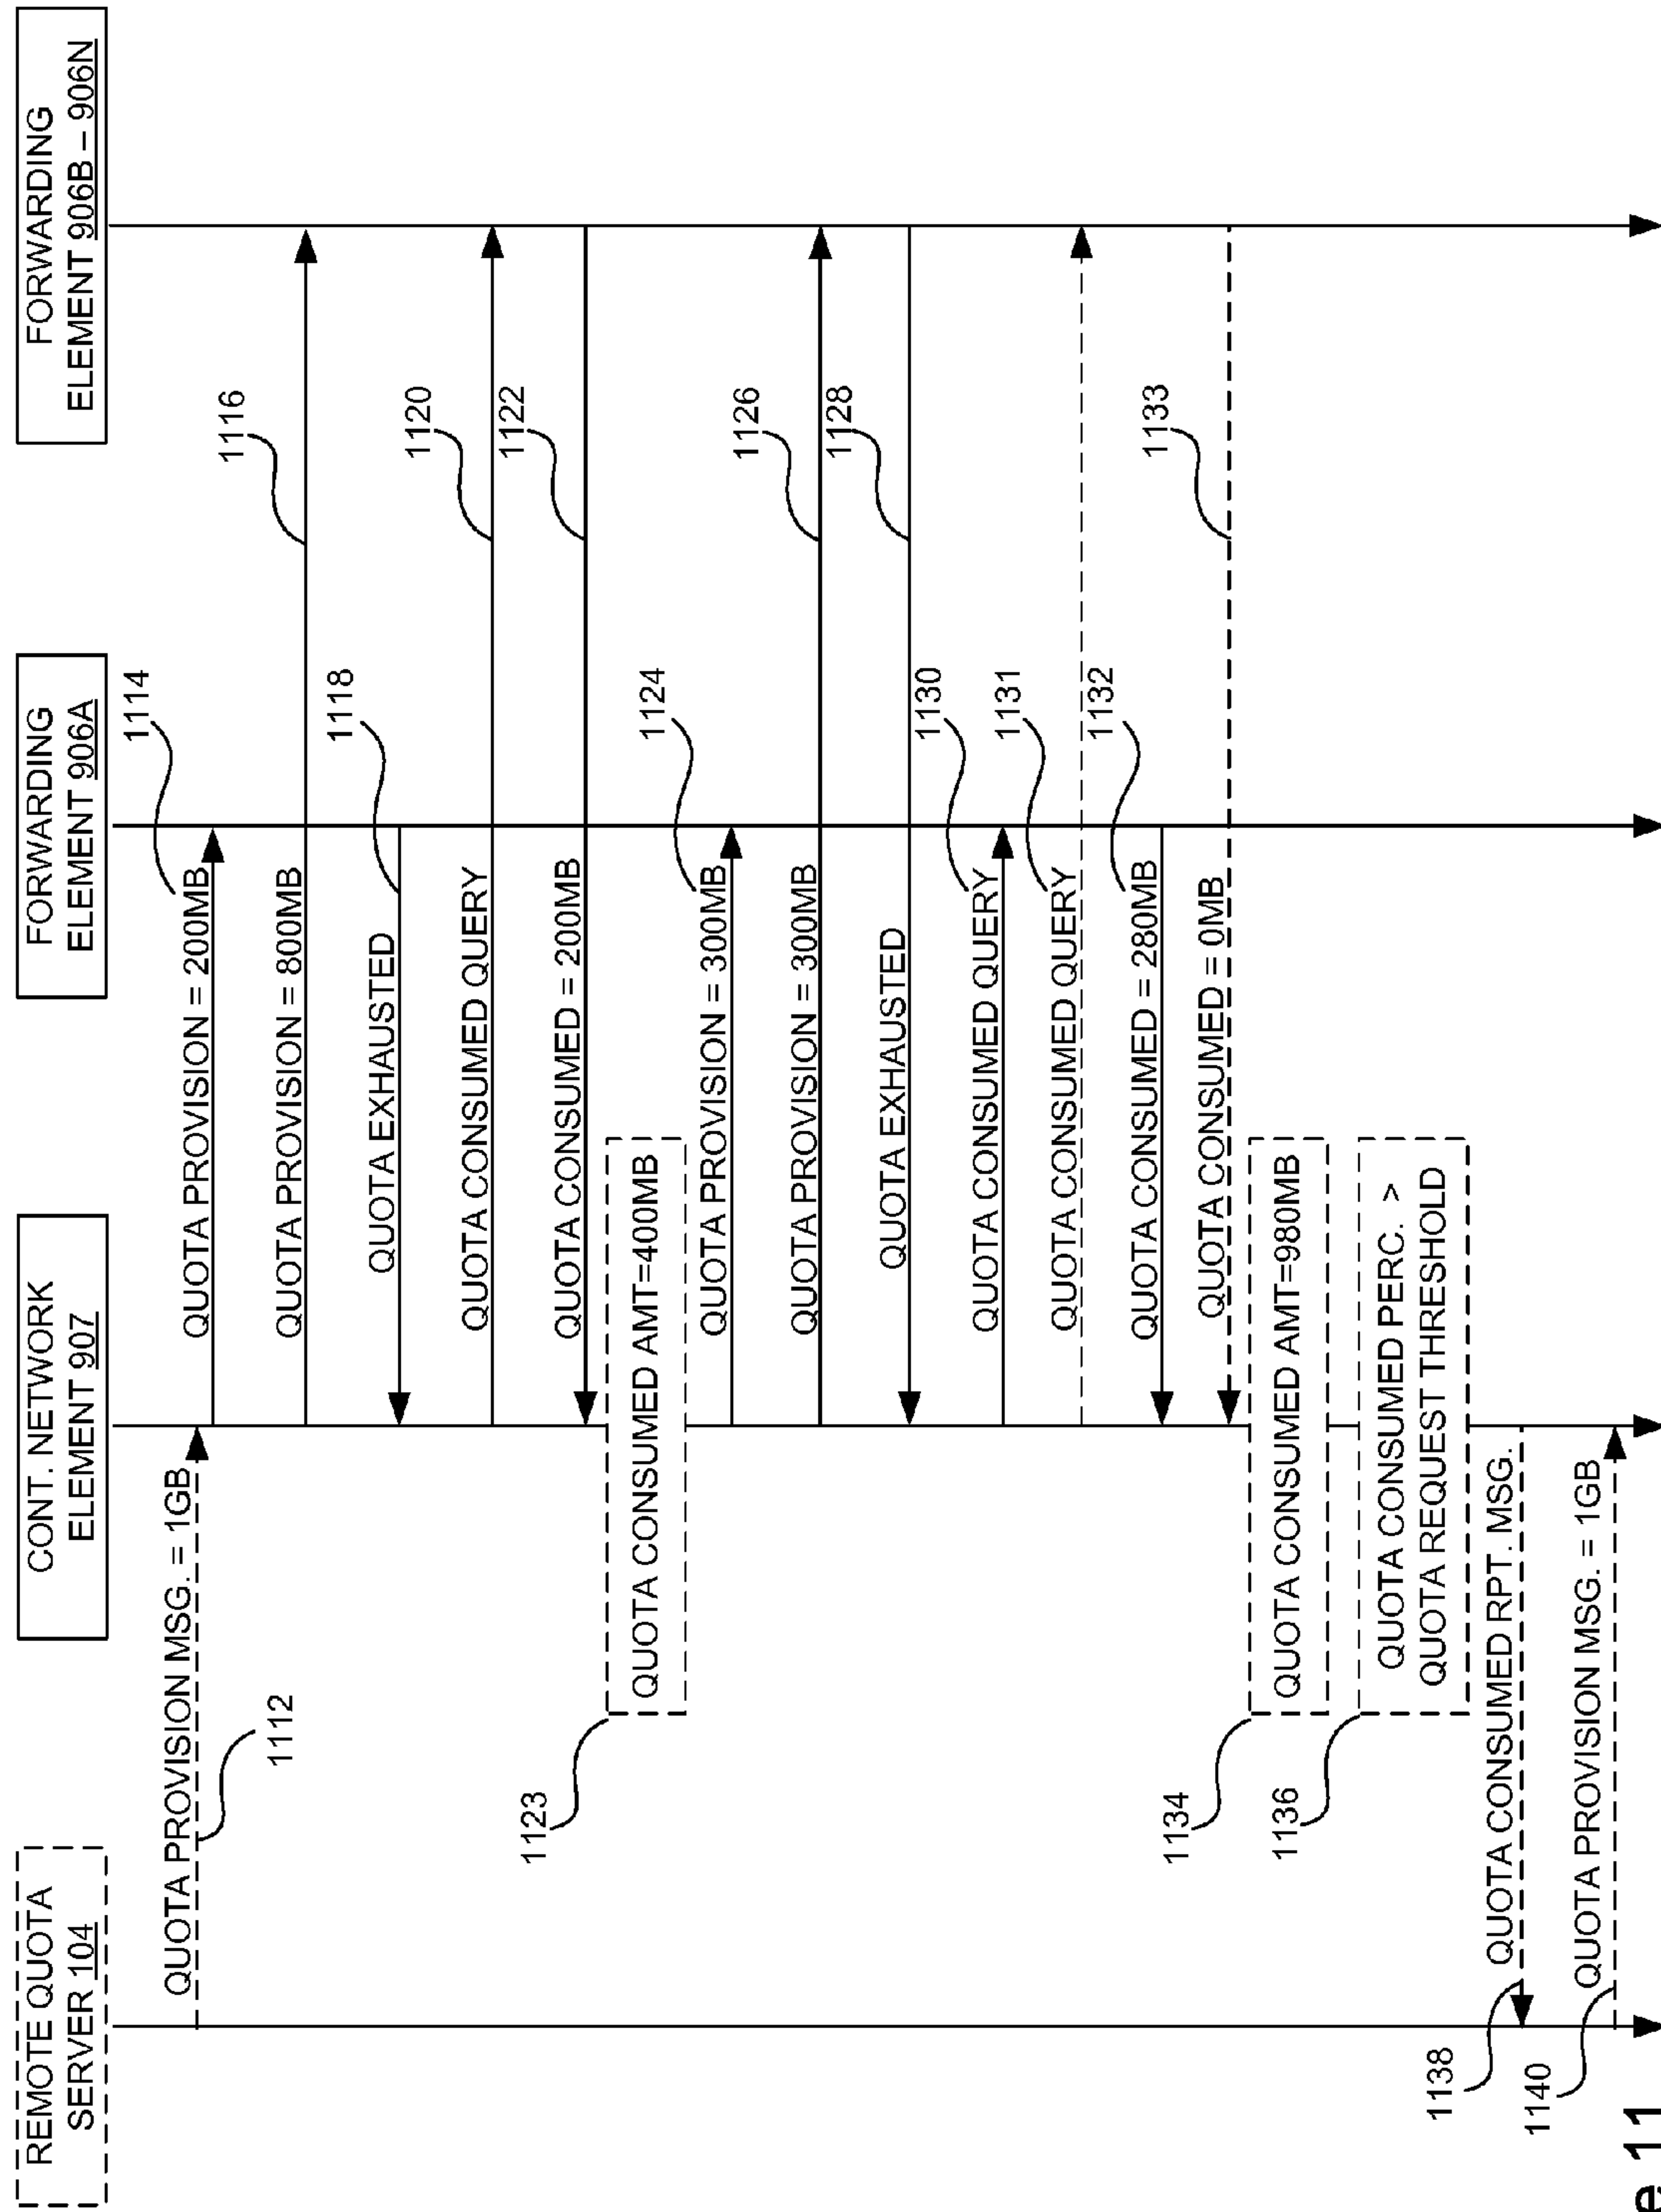 REMOTE QUOTA
SERVER 104
CONT. NETWORK
ELEMENT 907
FORWARDING
ELEMENT 906A
FORWARDING
ELEMENT 906B – 906N
QUOTA PROVISION MSG. = 1GB
1112
QUOTA PROVISION = 200MB
1114
QUOTA PROVISION = 800MB
1116
QUOTA EXHAUSTED
1118
QUOTA CONSUMED QUERY
1120
QUOTA CONSUMED = 200MB
1122
QUOTA CONSUMED AMT=400MB
1123
QUOTA PROVISION = 300MB
1124
QUOTA PROVISION = 300MB
1126
QUOTA EXHAUSTED
1128
QUOTA CONSUMED QUERY
1130
QUOTA CONSUMED QUERY
1131
QUOTA CONSUMED = 280MB
1132
QUOTA CONSUMED = 0MB
1133
QUOTA CONSUMED AMT=980MB
1134
QUOTA CONSUMED PERC. >
QUOTA REQUEST THRESHOLD
1136
QUOTA CONSUMED RPT. MSG.
1138
QUOTA PROVISION MSG. = 1GB
1140
e 11